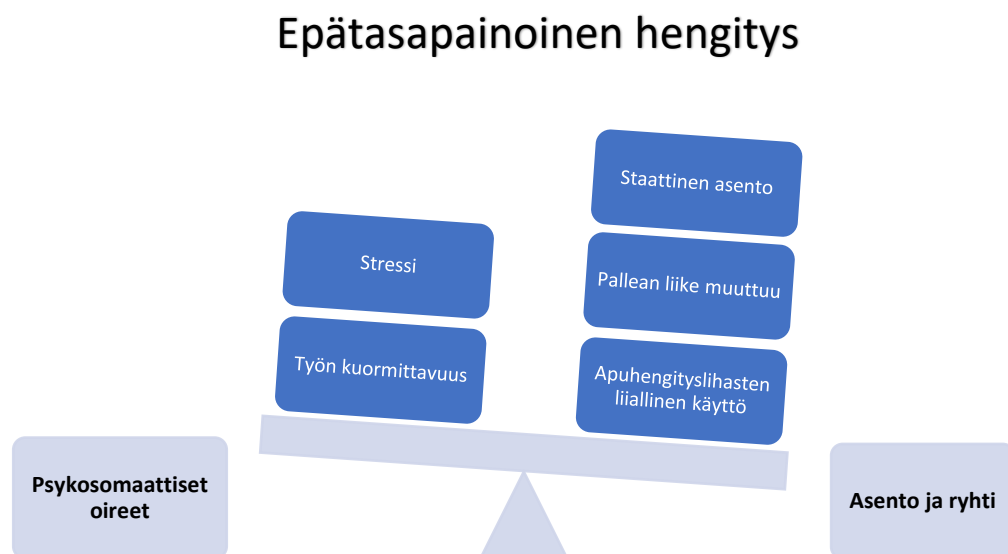 Epätasapainoinen hengitys
Staattinen asento
Stressi
Pallean liike muuttuu
Työn kuormittavuus
Apuhengityslihasten
liiallinen käyttö
Psykosomaattiset
oireet
Asento ja ryhti